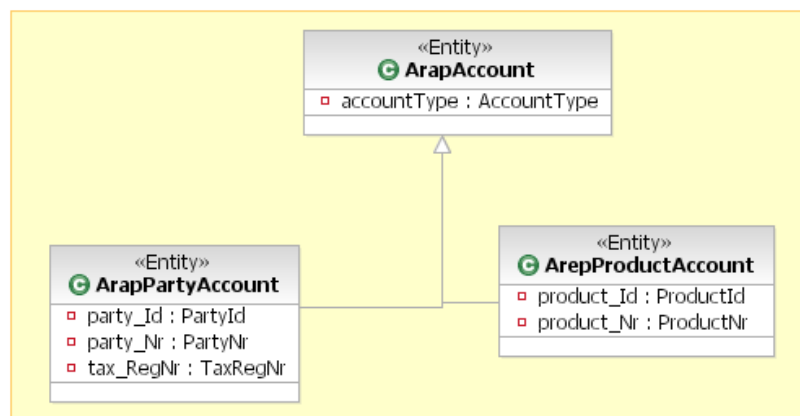 «Entity»
ArapAccount
accountType : AccountType
«Entity»
ArapPartyAccount
party_Id : PartyId
party_Nr : PartyNr
tax_RegNr : TaxRegNr
«Entity»
ArepProductAccount
product_Id : ProductId
product_Nr : ProductNr